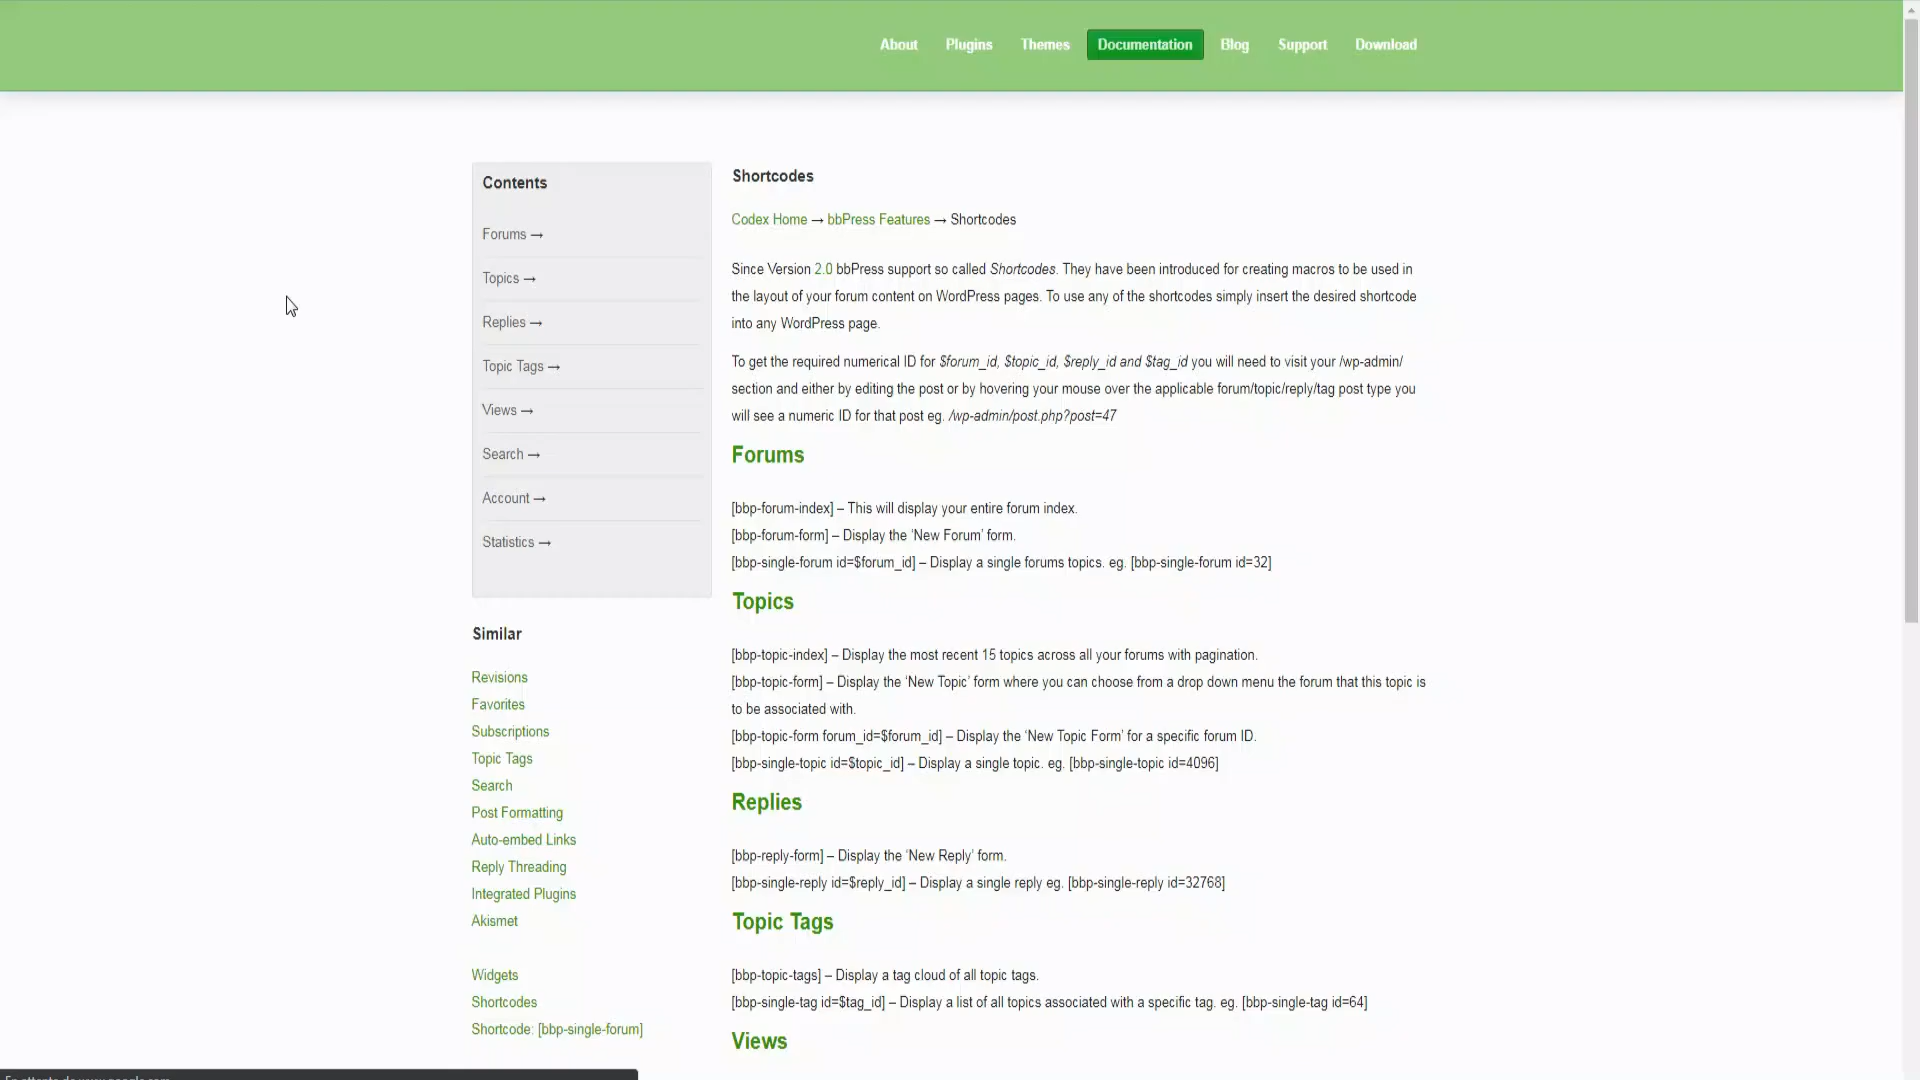 About Plugins Themes Documentation Blog Support Download
Contents
Forums →
Topics →
Replies →
Topic Tags →
Views →
Search →
Account →
Statistics →
Similar
Revisions
Favorites
Subscriptions
Topic Tags
Search
Post Formatting
Auto-embed Links
Reply Threading
Integrated Plugins
Akismet
Widgets
Shortcodes
Shortcode: [bbp-single-forum]
Shortcodes
Codex Home → bbPress Features → Shortcodes
Since Version 2.0 bbPress support so called Shortcodes. They have been introduced for creating macros to be used in
the layout of your forum content on WordPress pages. To use any of the shortcodes simply insert the desired shortcode
into any WordPress page.
To get the required numerical ID for $forum_id, $topic_id, $reply_id and $tag_id you will need to visit your /wp-admin/
section and either by editing the post or by hovering your mouse over the applicable forum/topic/reply/tag post type you
will see a numeric ID for that post eg. /wp-admin/post.php?post=47
Forums
[bbp-forum-index] – This will display your entire forum index.
[bbp-forum-form] – Display the ‘New Forum’ form.
[bbp-single-forum id=$forum_id] – Display a single forums topics. eg. [bbp-single-forum id=32]
Topics
[bbp-topic-index] – Display the most recent 15 topics across all your forums with pagination.
[bbp-topic-form] – Display the ‘New Topic’ form where you can choose from a drop down menu the forum that this topic is
to be associated with.
[bbp-topic-form forum_id=$forum_id] – Display the ‘New Topic Form’ for a specific forum ID.
[bbp-single-topic id=$topic_id] – Display a single topic. eg. [bbp-single-topic id=4096]
Replies
[bbp-reply-form] – Display the ‘New Reply’ form.
[bbp-single-reply id=$reply_id] – Display a single reply eg. [bbp-single-reply id=32768]
Topic Tags
[bbp-topic-tags] – Display a tag cloud of all topic tags.
[bbp-single-tag id=$tag_id] – Display a list of all topics associated with a specific tag. eg. [bbp-single-tag id=64]
Views